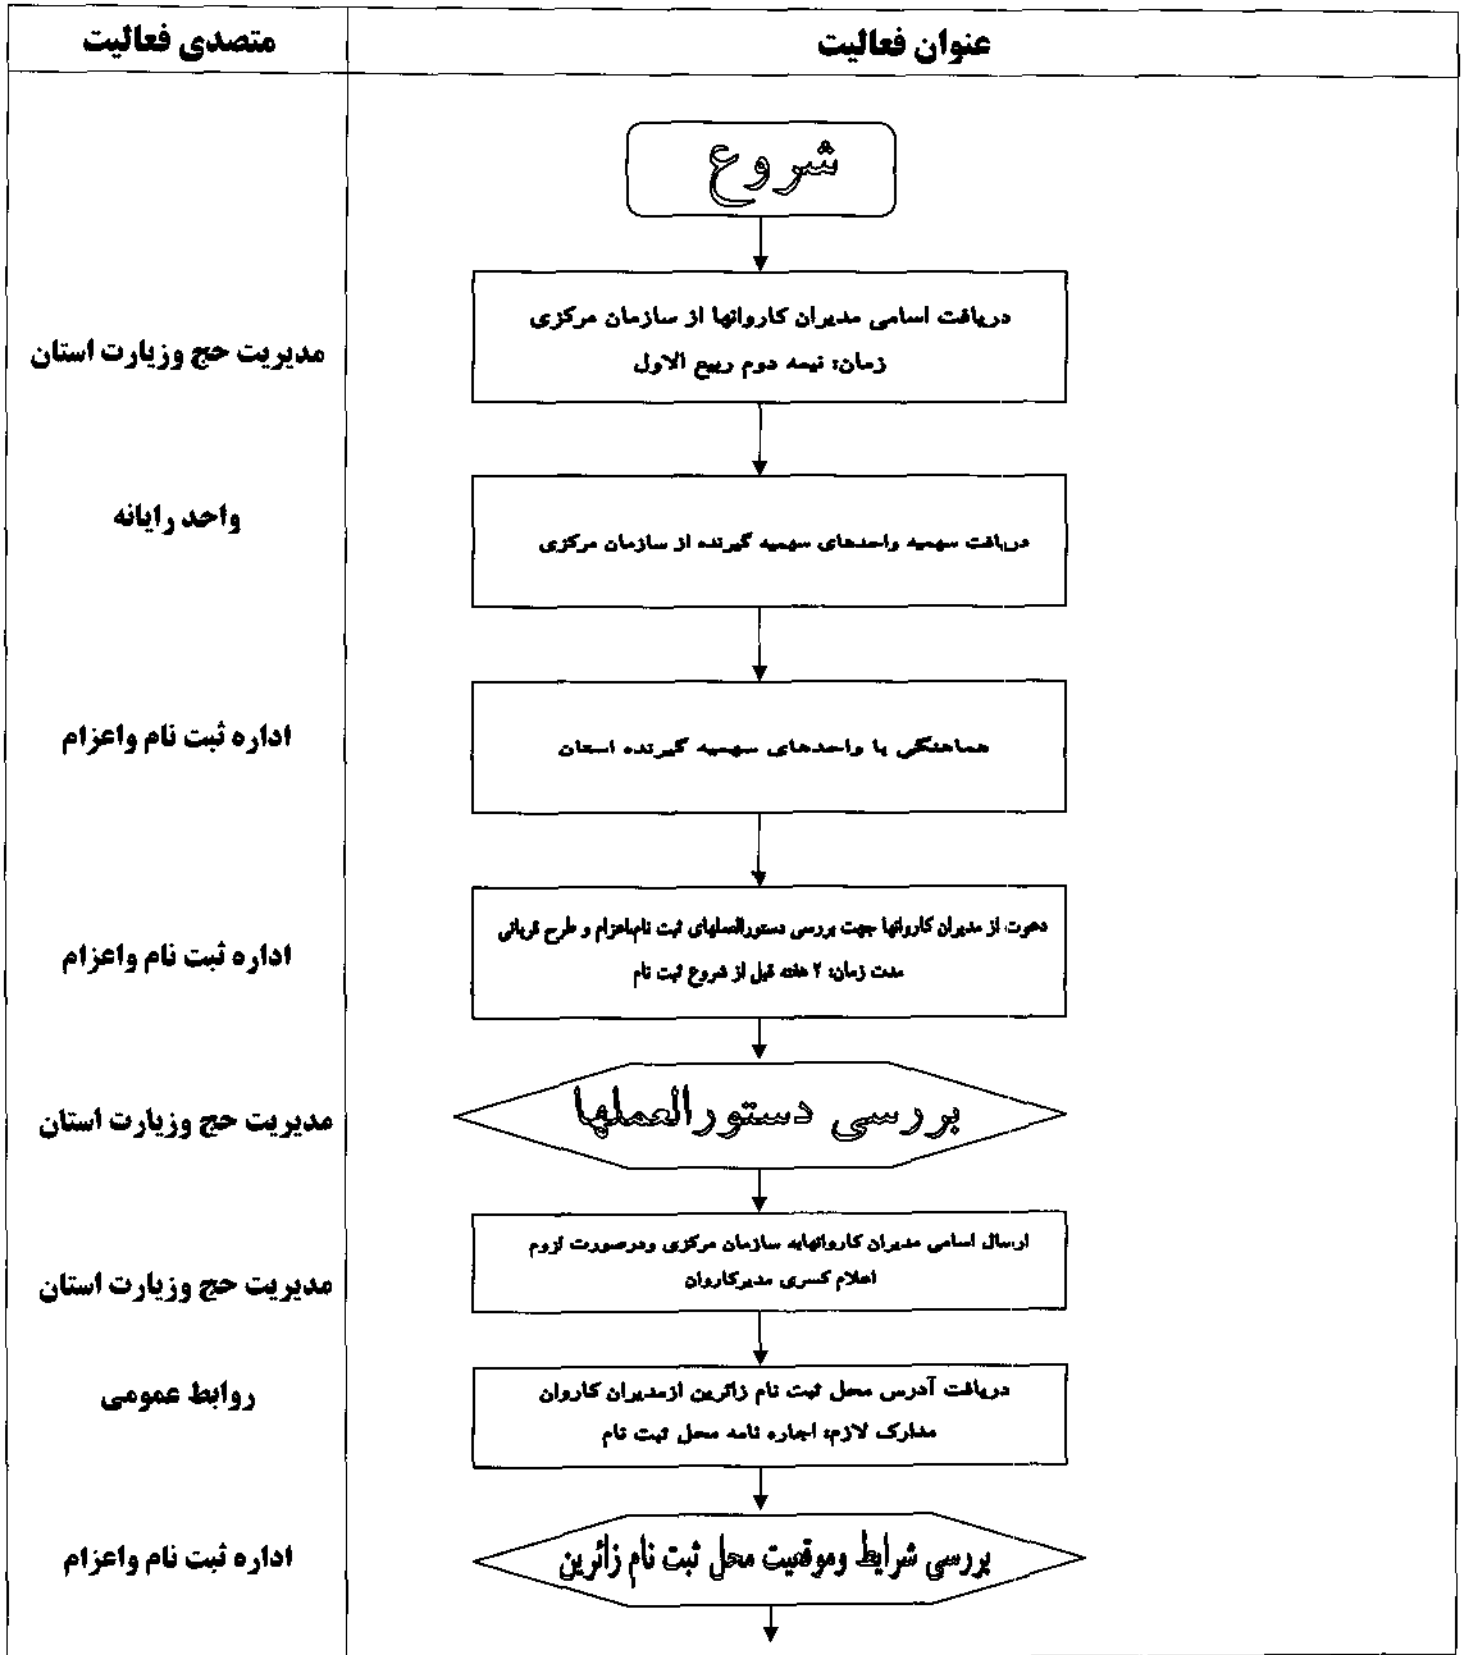 عنوان فعالیت
متصدی فعالیت
شروع
دریافت اسامی مدیران کاروانها از سازمان مرکزی
زمان: نیمه دوم ربیع الاول
مدیریت حج وزیارت استان
دریافت سهمیه واحدهای سهمیه گیرنده از سازمان مرکزی
واحد رایانه
هماهنگی با واحدهای سهمیه گیرنده استان
اداره ثبت نام واعزام
دعوت از مدیران کاروانها جهت بررسی دستورالعملهای ثبت نام،اعزام و طرح قربانی
مدت زمان: ۲ هفته قبل از شروع ثبت نام
اداره ثبت نام واعزام
بررسی دستورالعملها
مدیریت حج وزیارت استان
ارسال اسامی مدیران کاروانهابه سازمان مرکزی ودرصورت لزوم
اعلام کسری مدیرکاروان
مدیریت حج وزیارت استان
دریافت آدرس محل ثبت نام زائرین ازمدیران کاروان
مدارک لازم: اجاره نامه محل ثبت نام
روابط عمومی
بررسی شرایط وموقعیت محل ثبت نام زائرین
اداره ثبت نام واعزام